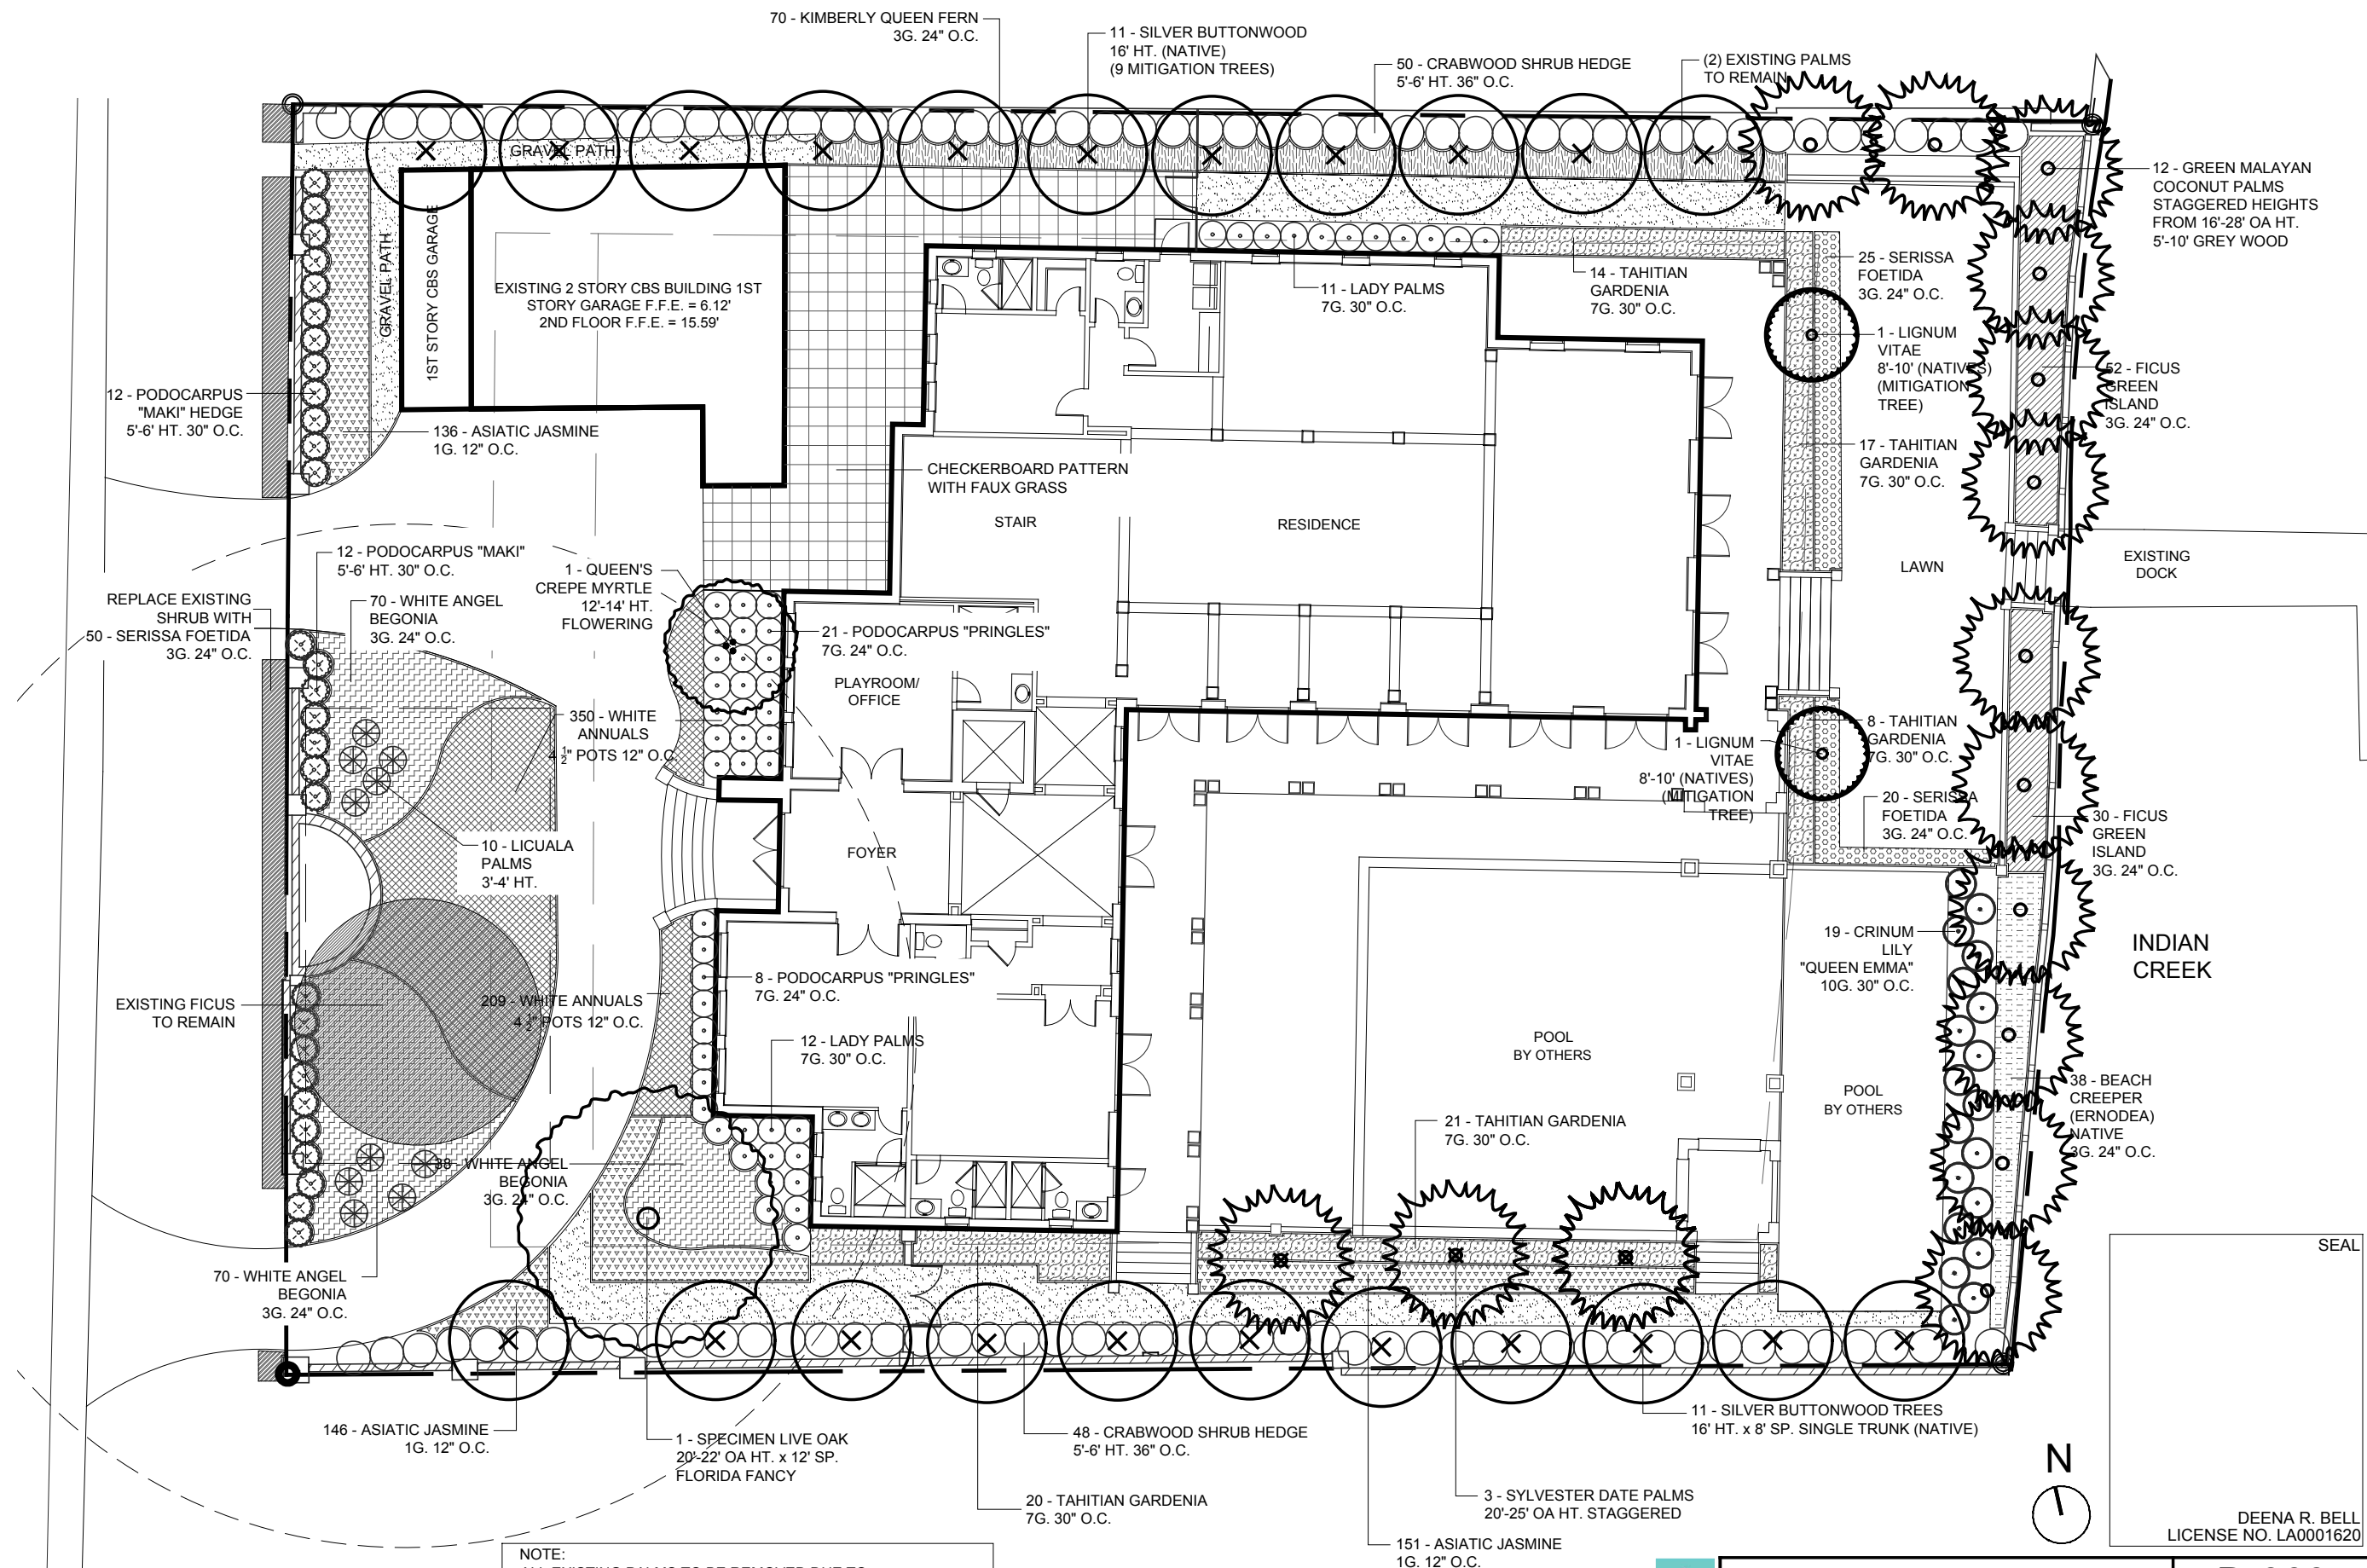 70 - KIMBERLY QUEEN FERN
3G. 24" O.C.
11 - SILVER BUTTONWOOD
16' HT. (NATIVE)
(9 MITIGATION TREES)
50 - CRABWOOD SHRUB HEDGE
5'-6' HT. 36" O.C.
(2) EXISTING PALMS
TO REMAIN
12 - GREEN MALAYAN
COCONUT PALMS
STAGGERED HEIGHTS
FROM 16'-28' OA HT.
5'-10' GREY WOOD
GRAVEL PATH
GRAVEL PATH
1ST STORY CBS GARAGE
EXISTING 2 STORY CBS BUILDING 1ST
STORY GARAGE F.F.E. = 6.12'
2ND FLOOR F.F.E. = 15.59'
11 - LADY PALMS
7G. 30" O.C.
14 - TAHITIAN
GARDENIA
7G. 30" O.C.
25 - SERISSA
FOETIDA
3G. 24" O.C.
1 - LIGNUM
VITAE
8'-10' (NATIVES)
(MITIGATION
TREE)
52 - FICUS
GREEN
ISLAND
3G. 24" O.C.
12 - PODOCARPUS
"MAKI" HEDGE
5'-6' HT. 30" O.C.
136 - ASIATIC JASMINE
1G. 12" O.C.
CHECKERBOARD PATTERN
WITH FAUX GRASS
17 - TAHITIAN
GARDENIA
7G. 30" O.C.
STAIR
RESIDENCE
LAWN
EXISTING
DOCK
12 - PODOCARPUS "MAKI"
5'-6' HT. 30" O.C.
1 - QUEEN'S
CREPE MYRTLE
12'-14' HT.
FLOWERING
REPLACE EXISTING
SHRUB WITH
50 - SERISSA FOETIDA
3G. 24" O.C.
70 - WHITE ANGEL
BEGONIA
3G. 24" O.C.
21 - PODOCARPUS "PRINGLES"
7G. 24" O.C.
PLAYROOM/
OFFICE
350 - WHITE
ANNUALS
4 1/2" POTS 12" O.C.
8 - TAHITIAN
GARDENIA
7G. 30" O.C.
1 - LIGNUM
VITAE
8'-10' (NATIVES)
(MITIGATION
TREE)
20 - SERISSA
FOETIDA
3G. 24" O.C.
30 - FICUS
GREEN
ISLAND
3G. 24" O.C.
10 - LICUALA
PALMS
3'-4' HT.
FOYER
19 - CRINUM
LILY
"QUEEN EMMA"
10G. 30" O.C.
INDIAN
CREEK
EXISTING FICUS
TO REMAIN
209 - WHITE ANNUALS
4 1/2" POTS 12" O.C.
8 - PODOCARPUS "PRINGLES"
7G. 24" O.C.
12 - LADY PALMS
7G. 30" O.C.
POOL
BY OTHERS
POOL
BY OTHERS
38 - BEACH
CREEPER
(ERNODEA)
NATIVE
3G. 24" O.C.
21 - TAHITIAN GARDENIA
7G. 30" O.C.
38 - WHITE ANGEL
BEGONIA
3G. 24" O.C.
70 - WHITE ANGEL
BEGONIA
3G. 24" O.C.
SEAL
146 - ASIATIC JASMINE
1G. 12" O.C.
1 - SPECIMEN LIVE OAK
20'-22' OA HT. x 12' SP.
FLORIDA FANCY
48 - CRABWOOD SHRUB HEDGE
5'-6' HT. 36" O.C.
11 - SILVER BUTTONWOOD TREES
16' HT. x 8' SP. SINGLE TRUNK (NATIVE)
20 - TAHITIAN GARDENIA
7G. 30" O.C.
3 - SYLVESTER DATE PALMS
20'-25' OA HT. STAGGERED
151 - ASIATIC JASMINE
1G. 12" O.C.
N
DEENA R. BELL
LICENSE NO. LA0001620
NOTE: